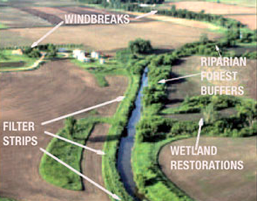 WINDBREAKS
RIPARIAN
FOREST
BUFFERS
FILTER
STRIPS
WETLAND
RESTORATIONS